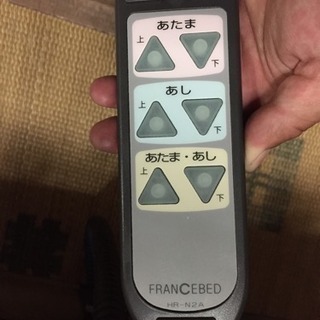 あたま
上 下
あし
上 下
あたま・あし
上 下
FRANCEBED
HR-N2A